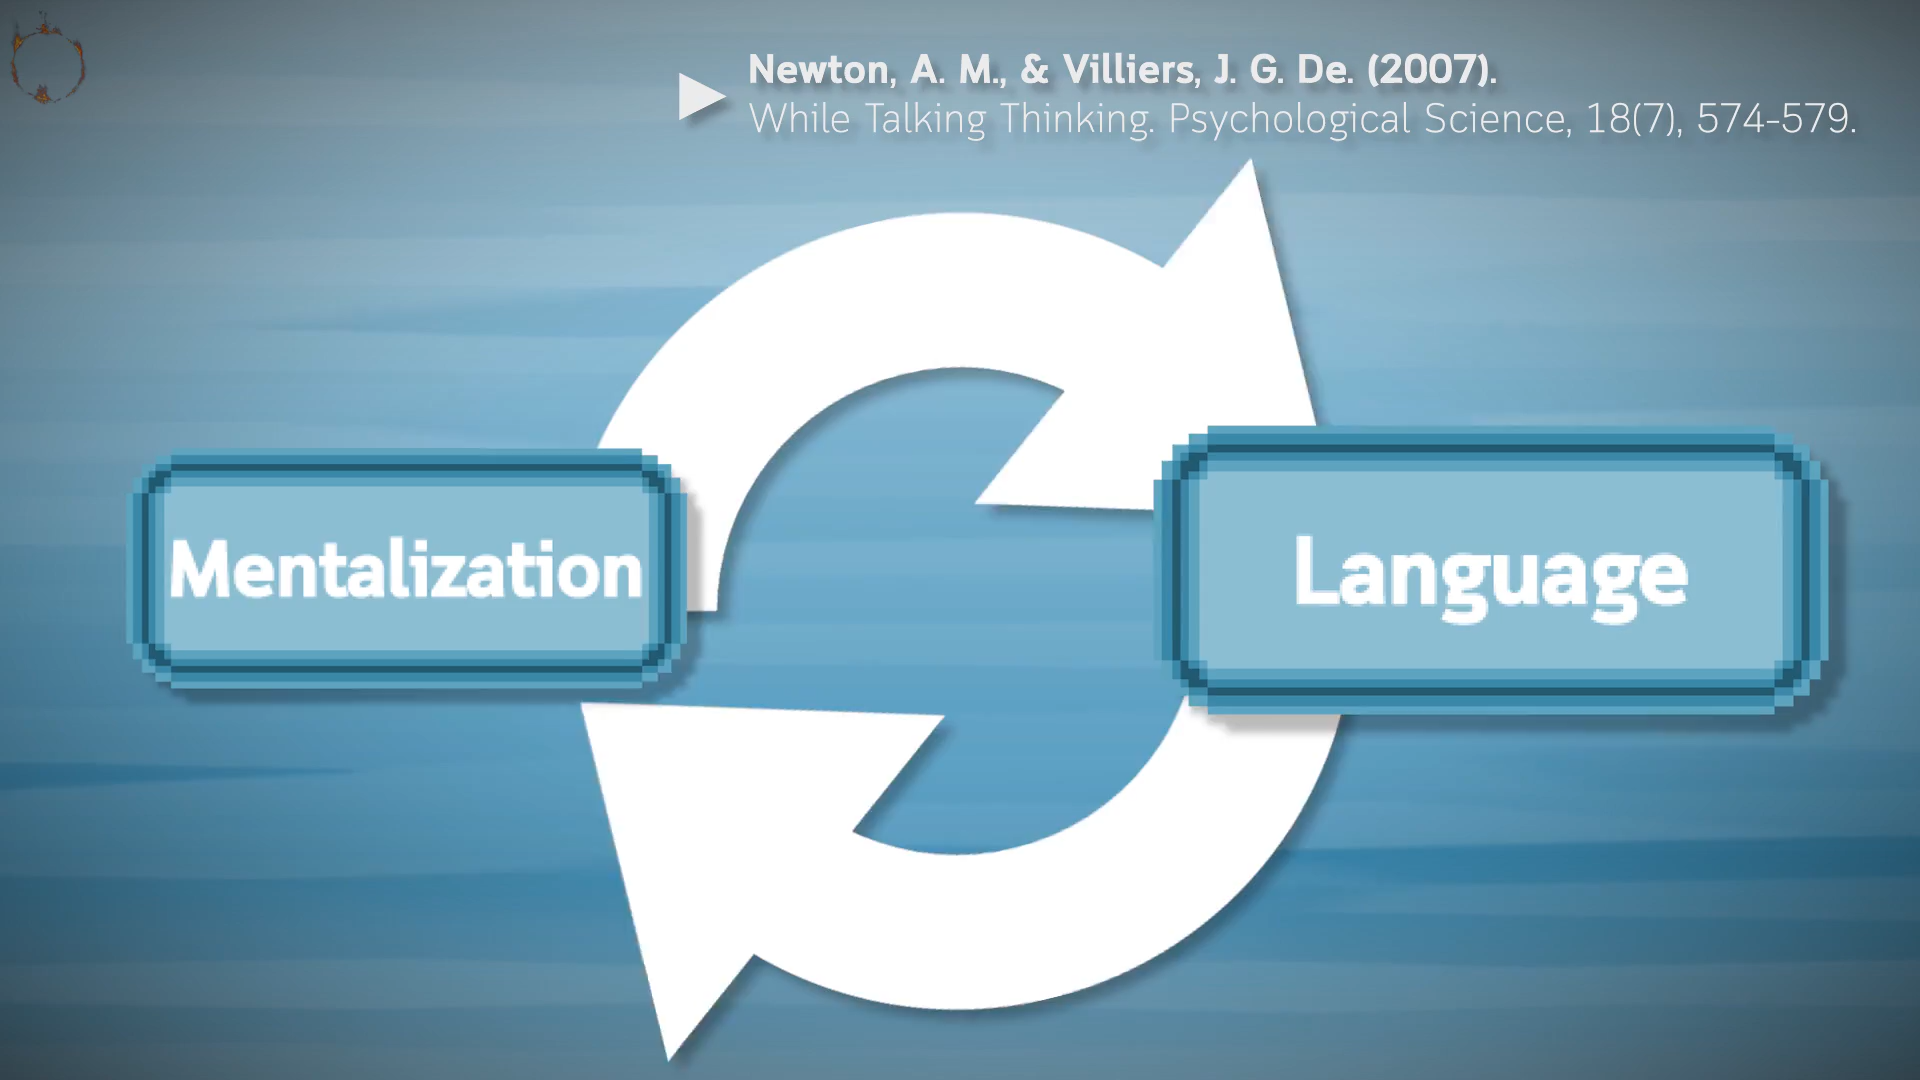 Newton, A. M., & Villiers, J. G. De. (2007).
While Talking Thinking. Psychological Science, 18(7), 574-579.
Mentalization
Language